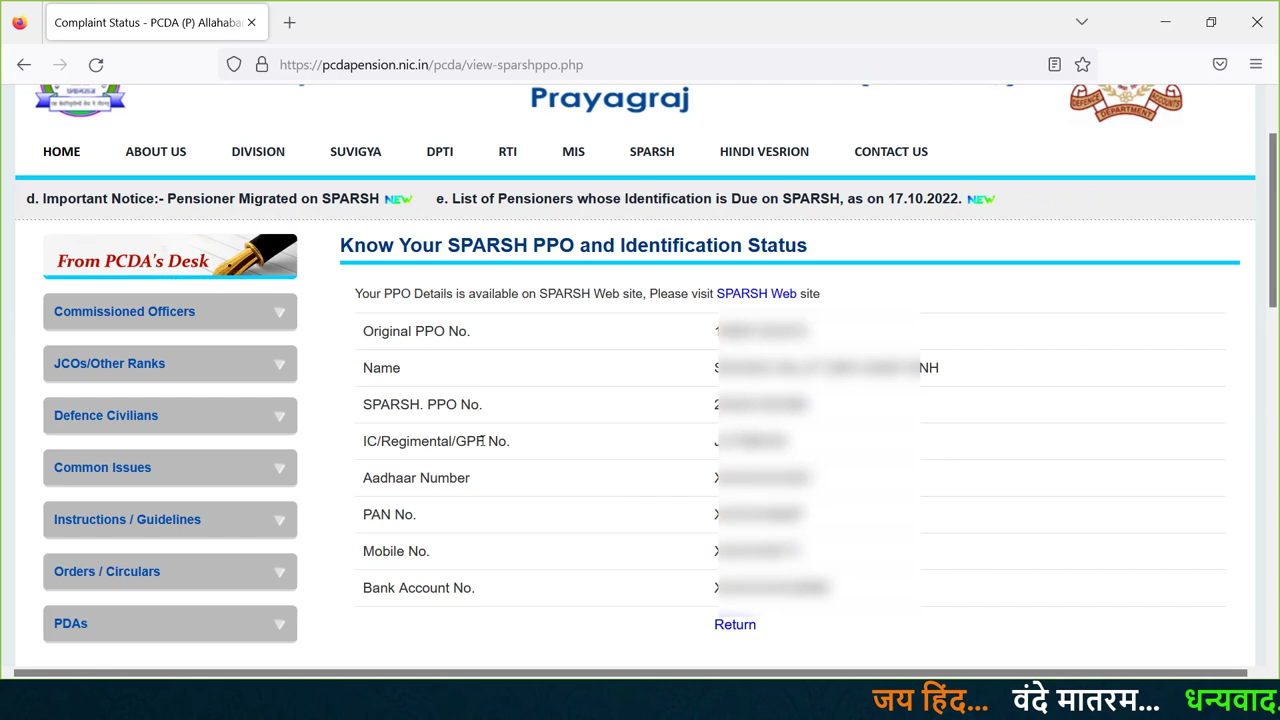 Complaint Status - PCDA (P) Allahaba
https://pcdapension.nic.in/pcda/view-sparshppo.php
Prayagraj
HOME ABOUT US DIVISION SUVIGYA DPTI RTI MIS SPARSH HINDI VESRION CONTACT US
d. Important Notice:- Pensioner Migrated on SPARSH NEW e. List of Pensioners whose Identification is Due on SPARSH, as on 17.10.2022. NEW
From PCDA's Desk
Commissioned Officers
JCOs/Other Ranks
Defence Civilians
Common Issues
Instructions / Guidelines
Orders / Circulars
PDAs
Know Your SPARSH PPO and Identification Status
Your PPO Details is available on SPARSH Web site, Please visit SPARSH Web site
Original PPO No.
Name NH
SPARSH. PPO No. 2
IC/Regimental/GPF No.
Aadhaar Number X
PAN No. X
Mobile No. X
Bank Account No. X
Return
जय हिंद... वंदे मातरम... धन्यवाद.